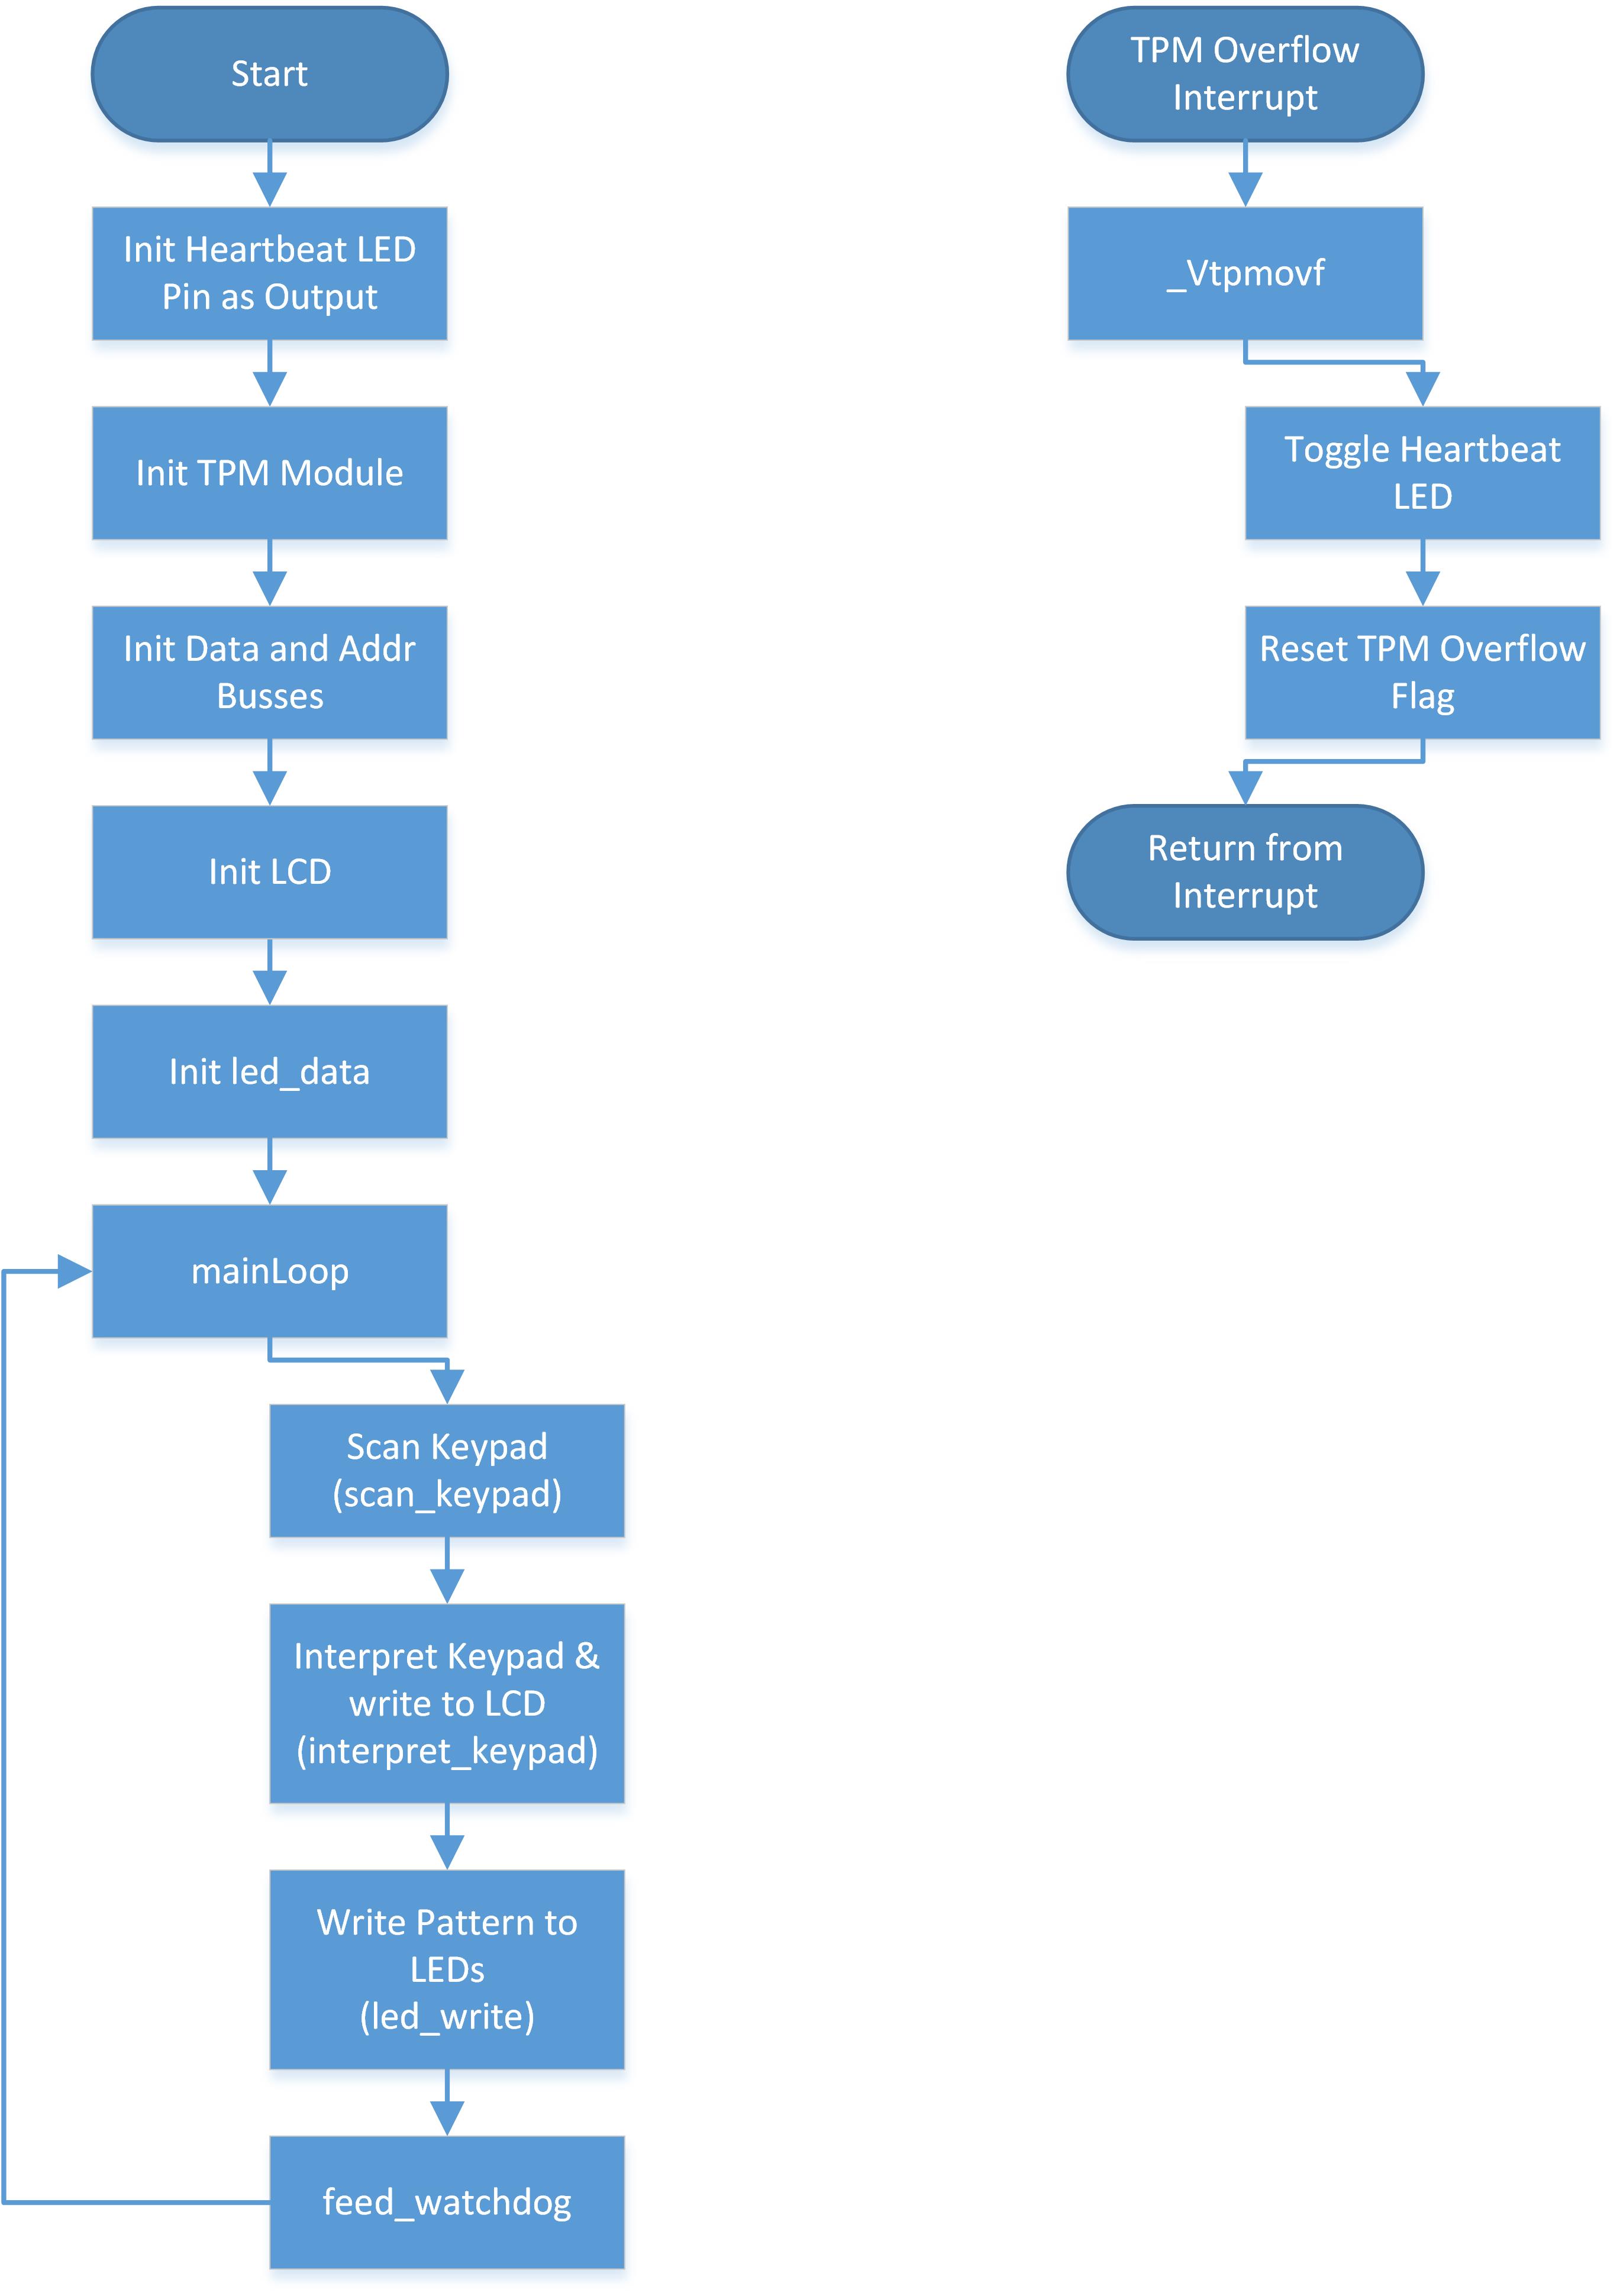 Start
Init Heartbeat LED
Pin as Output
Init TPM Module
Init Data and Addr
Busses
Init LCD
Init led_data
mainLoop
Scan Keypad
(scan_keypad)
Interpret Keypad &
write to LCD
(interpret_keypad)
Write Pattern to
LEDs
(led_write)
feed_watchdog
TPM Overflow
Interrupt
_Vtpmovf
Toggle Heartbeat
LED
Reset TPM Overflow
Flag
Return from
Interrupt